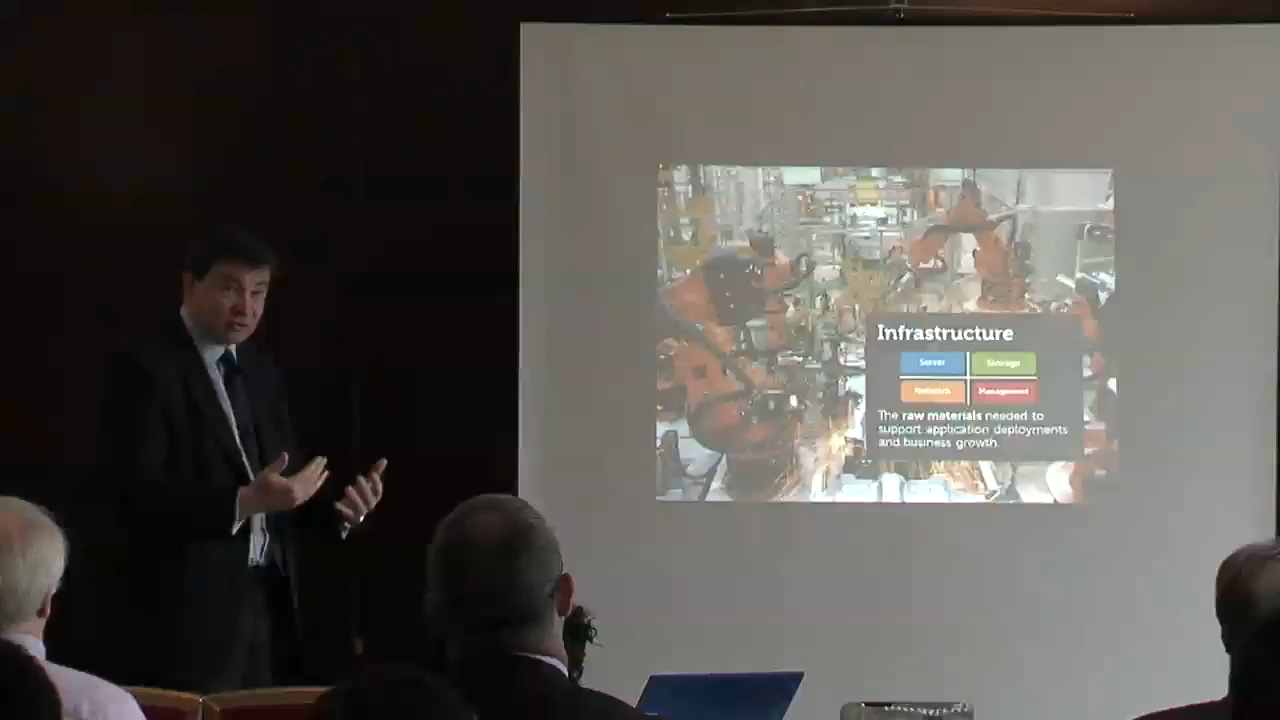 Infrastructure
Server Storage
Network Management
The raw materials needed to
support application deployments
and business growth.